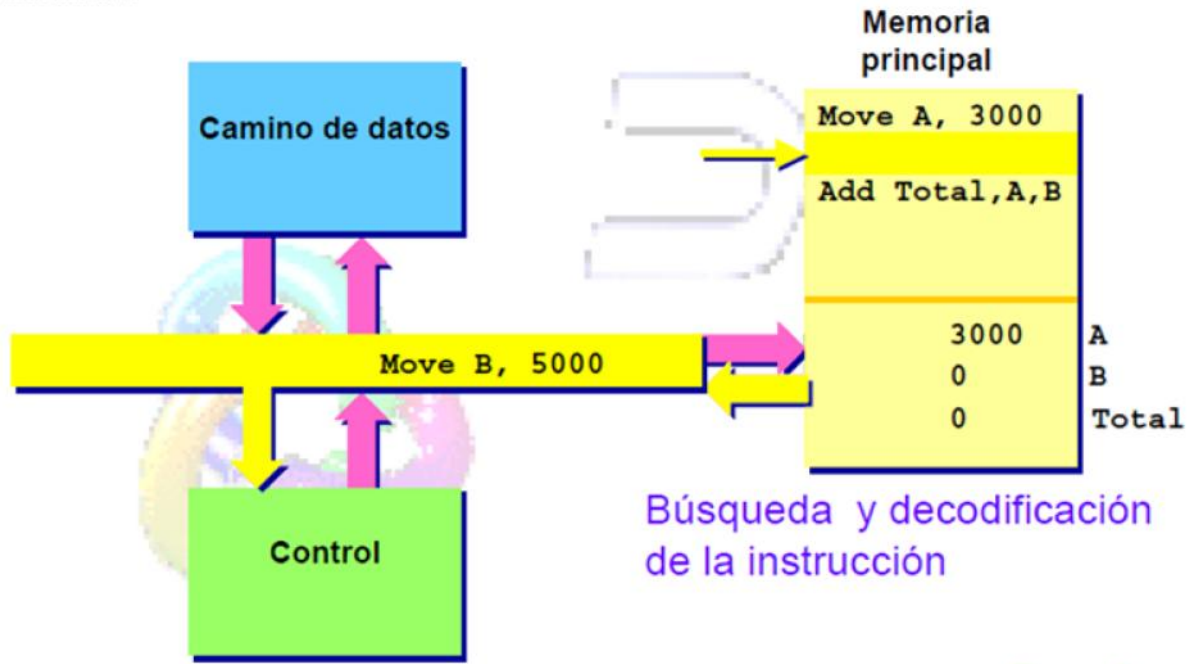 Memoria
principal
Camino de datos
Move A, 3000
Add Total,A,B
Move B, 5000
3000 A
0 B
0 Total
Control
Búsqueda y decodificación
de la instrucción